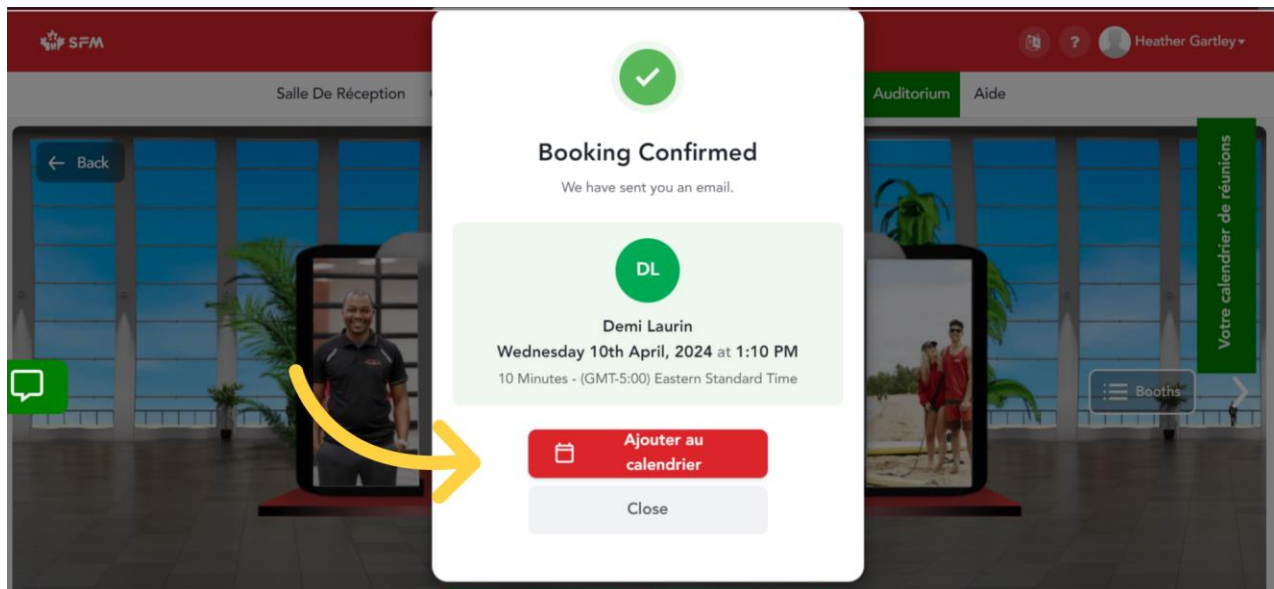 SFM
? Heather Gartley
Salle De Réception Auditorium Aide
Back
Votre calendrier de réunions
Booking Confirmed
We have sent you an email.
DL
Demi Laurin
Wednesday 10th April, 2024 at 1:10 PM
10 Minutes - (GMT-5:00) Eastern Standard Time
Booths
Ajouter au
calendrier
Close